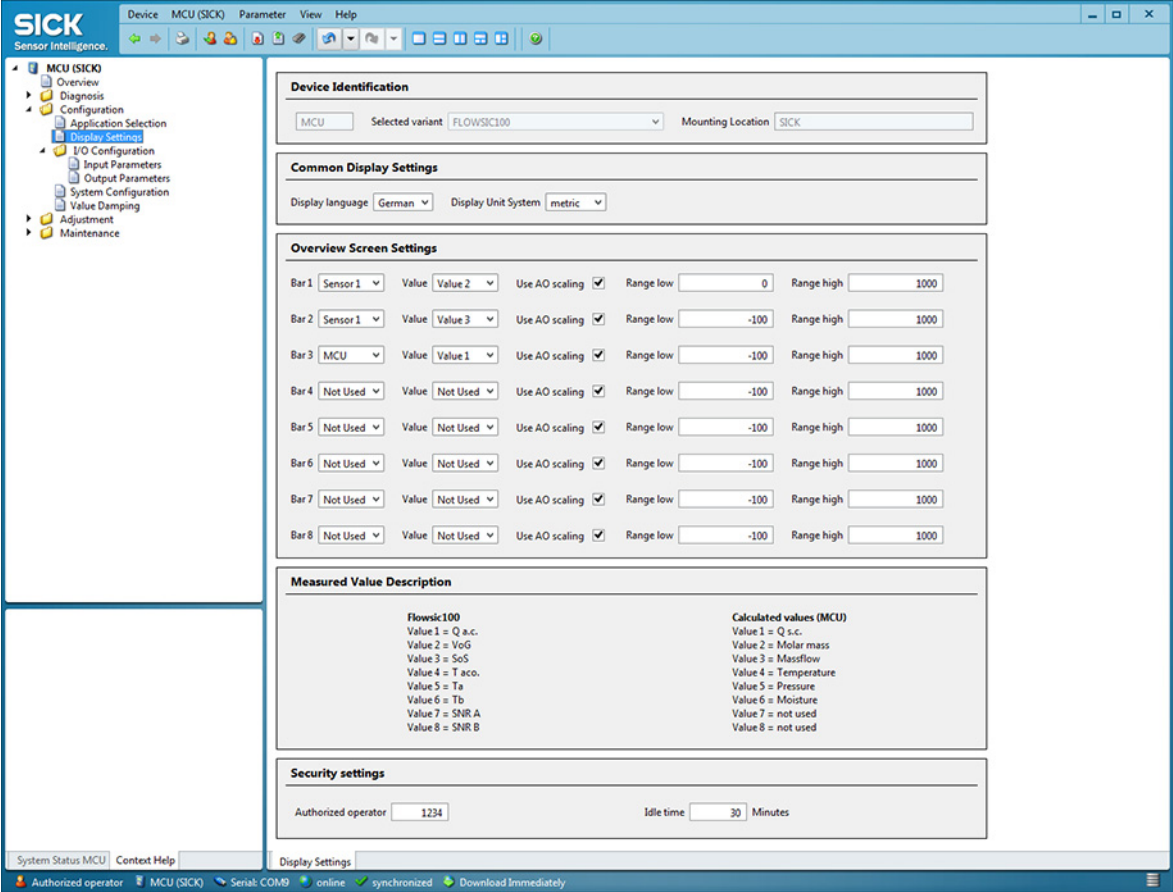 SICK
Sensor Intelligence.
Device MCU (SICK) Parameter View Help
MCU (SICK)
Overview
Diagnosis
Configuration
Application Selection
Display Settings
I/O Configuration
Input Parameters
Output Parameters
System Configuration
Value Damping
Adjustment
Maintenance
Device Identification
MCU Selected variant FLOWSIC100 Mounting Location SICK
Common Display Settings
Display language German Display Unit System metric
Overview Screen Settings
Bar 1 Sensor 1 Value Value 2 Use AO scaling Range low 0 Range high 1000
Bar 2 Sensor 1 Value Value 3 Use AO scaling Range low -100 Range high 1000
Bar 3 MCU Value Value 1 Use AO scaling Range low -100 Range high 1000
Bar 4 Not Used Value Not Used Use AO scaling Range low -100 Range high 1000
Bar 5 Not Used Value Not Used Use AO scaling Range low -100 Range high 1000
Bar 6 Not Used Value Not Used Use AO scaling Range low -100 Range high 1000
Bar 7 Not Used Value Not Used Use AO scaling Range low -100 Range high 1000
Bar 8 Not Used Value Not Used Use AO scaling Range low -100 Range high 1000
Measured Value Description
Flowsic100
Value 1 = Q a.c.
Value 2 = VoG
Value 3 = SoS
Value 4 = T aco.
Value 5 = Ta
Value 6 = Tb
Value 7 = SNR A
Value 8 = SNR B
Calculated values (MCU)
Value 1 = Q s.c.
Value 2 = Molar mass
Value 3 = Massflow
Value 4 = Temperature
Value 5 = Pressure
Value 6 = Moisture
Value 7 = not used
Value 8 = not used
Security settings
Authorized operator 1234 Idle time 30 Minutes
System Status MCU Context Help
Display Settings
Authorized operator MCU (SICK) Serial: COM9 online synchronized Download Immediately